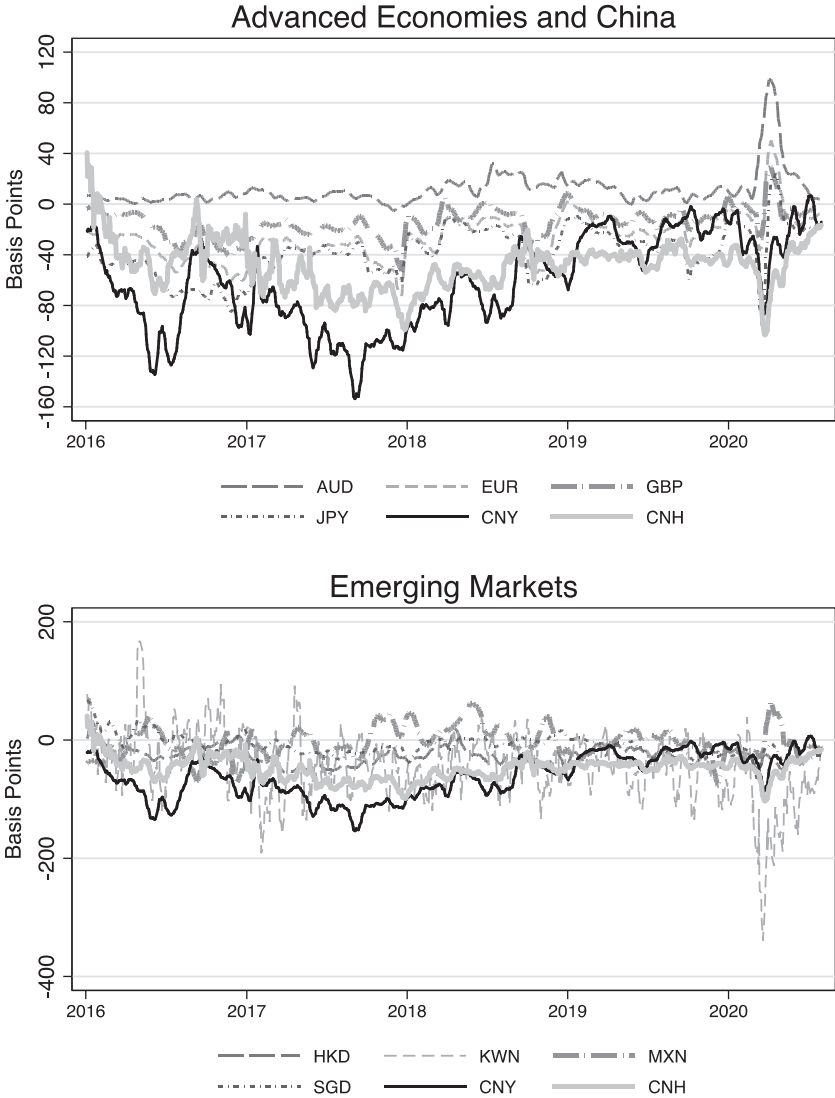 Advanced Economies and China
120
80
40
0
-40
-80
-120
-160
Basis Points
2016 2017 2018 2019 2020
AUD EUR GBP
JPY CNY CNH
Emerging Markets
200
0
-200
-400
Basis Points
2016 2017 2018 2019 2020
HKD KWN MXN
SGD CNY CNH